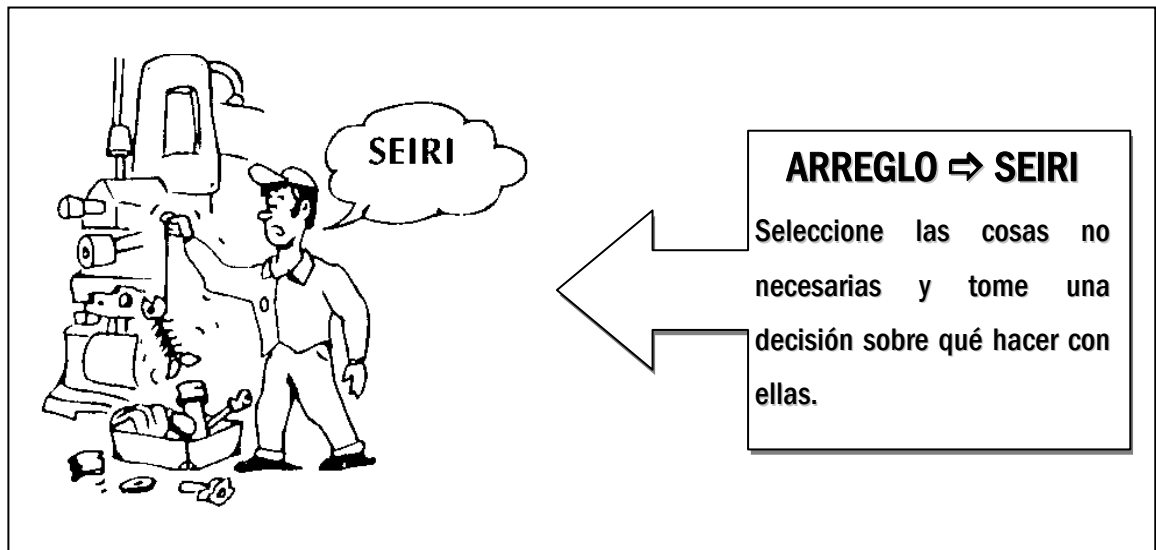 SEIRI
ARREGLO ⇨ SEIRI
Seleccione las cosas no
necesarias y tome una
decisión sobre qué hacer con
ellas.